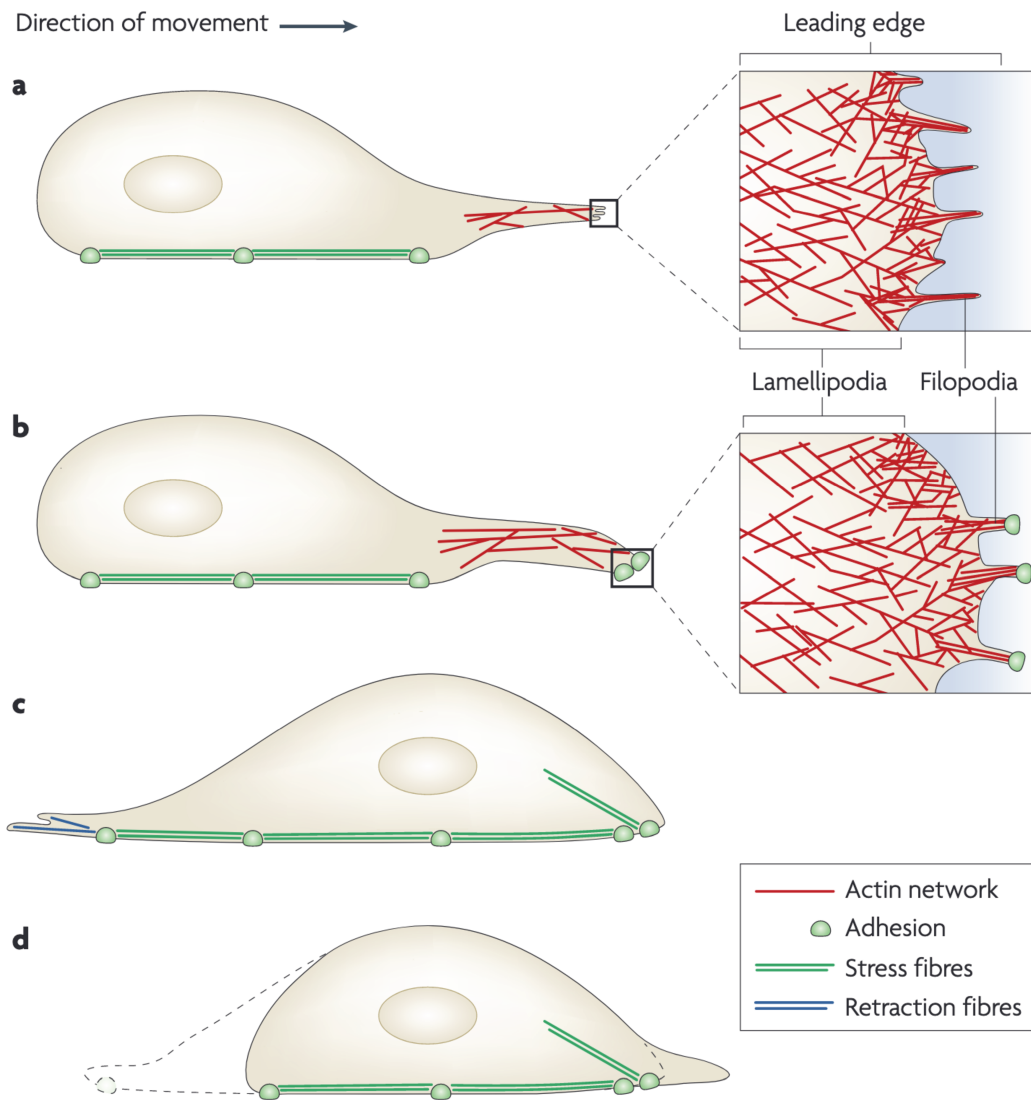 Direction of movement
Leading edge
a
Lamellipodia
Filopodia
b
c
d
Actin network
Adhesion
Stress fibres
Retraction fibres